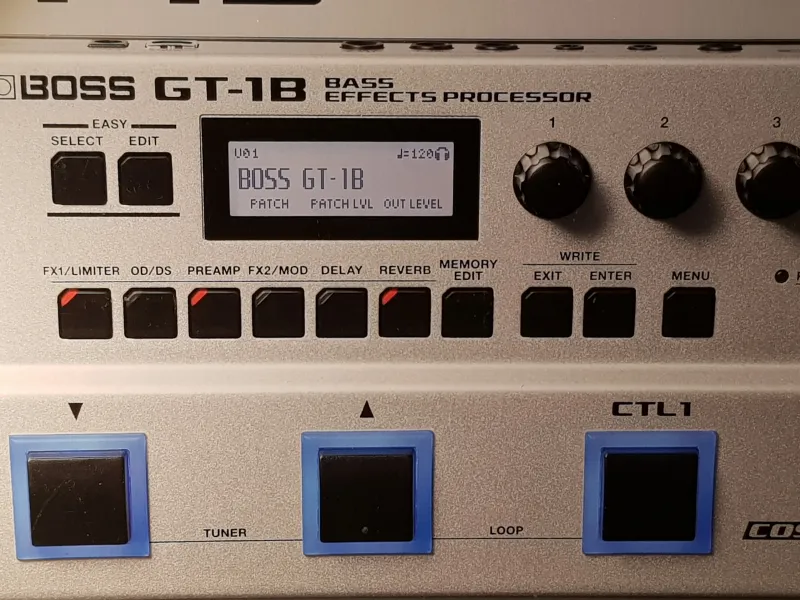 BOSS GT-1B BASS
EFFECTS PROCESSOR
EASY
SELECT EDIT
U01 ♩=120
BOSS GT-1B
PATCH PATCH LVL OUT LEVEL
1 2 3
WRITE
FX1/LIMITER OD/DS PREAMP FX2/MOD DELAY REVERB MEMORY
EDIT
EXIT ENTER MENU
▼ ▲ CTL1
TUNER LOOP
COS